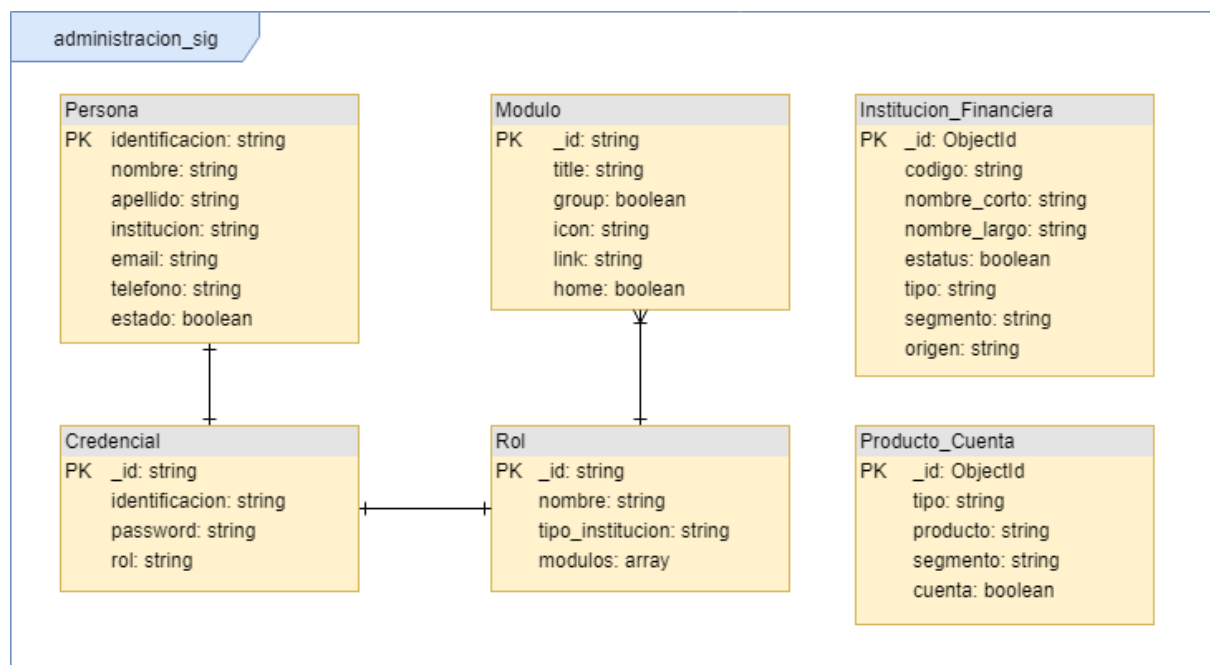 administracion_sig
Persona
PK identificacion: string
nombre: string
apellido: string
institucion: string
email: string
telefono: string
estado: boolean
Modulo
PK _id: string
title: string
group: boolean
icon: string
link: string
home: boolean
Institucion_Financiera
PK _id: ObjectId
codigo: string
nombre_corto: string
nombre_largo: string
estatus: boolean
tipo: string
segmento: string
origen: string
Credencial
PK _id: string
identificacion: string
password: string
rol: string
Rol
PK _id: string
nombre: string
tipo_institucion: string
modulos: array
Producto_Cuenta
PK _id: ObjectId
tipo: string
producto: string
segmento: string
cuenta: boolean